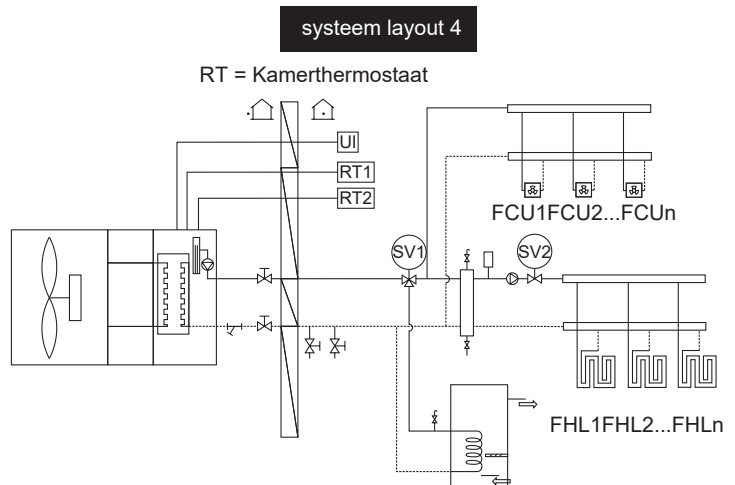 systeem layout 4
RT = Kamerthermostaat
UI
RT1
RT2
FCU1FCU2...FCUn
SV1
SV2
FHL1FHL2...FHLn